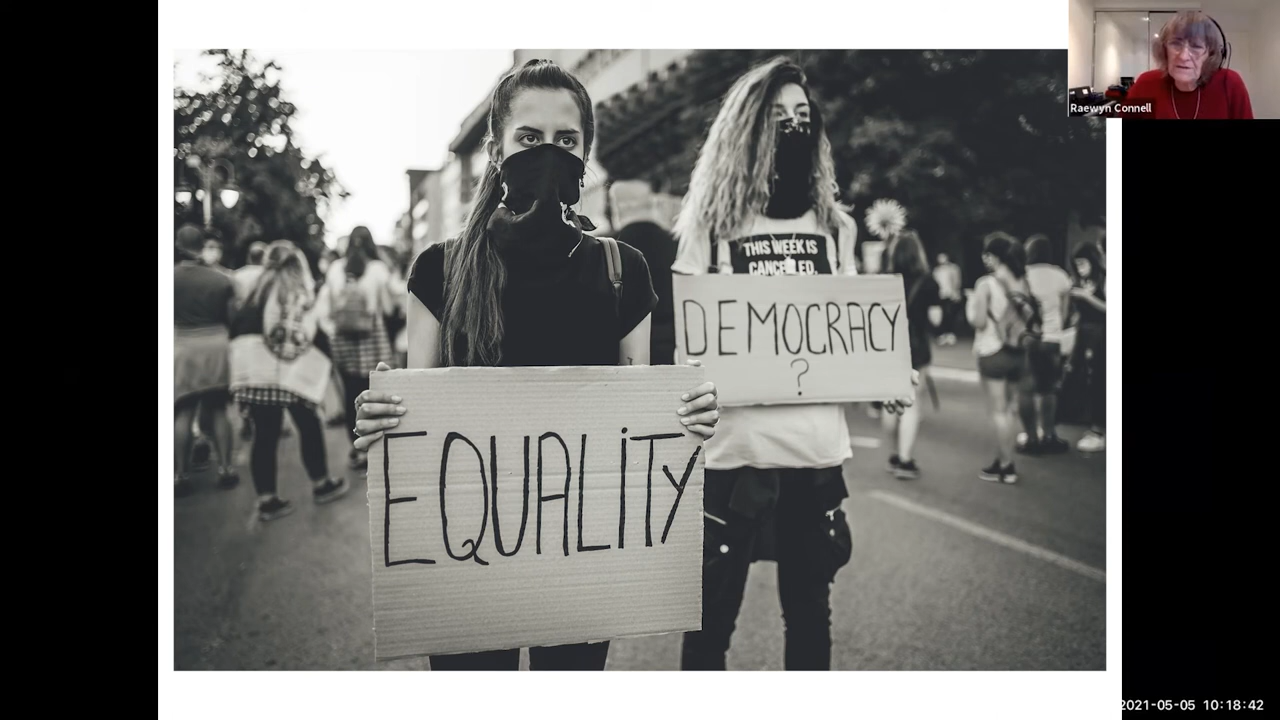 Raewyn Connell
THIS WEEK IS
CANCELLED.
DEMOCRACY
?
EQUALITY
2021-05-05 10:18:42